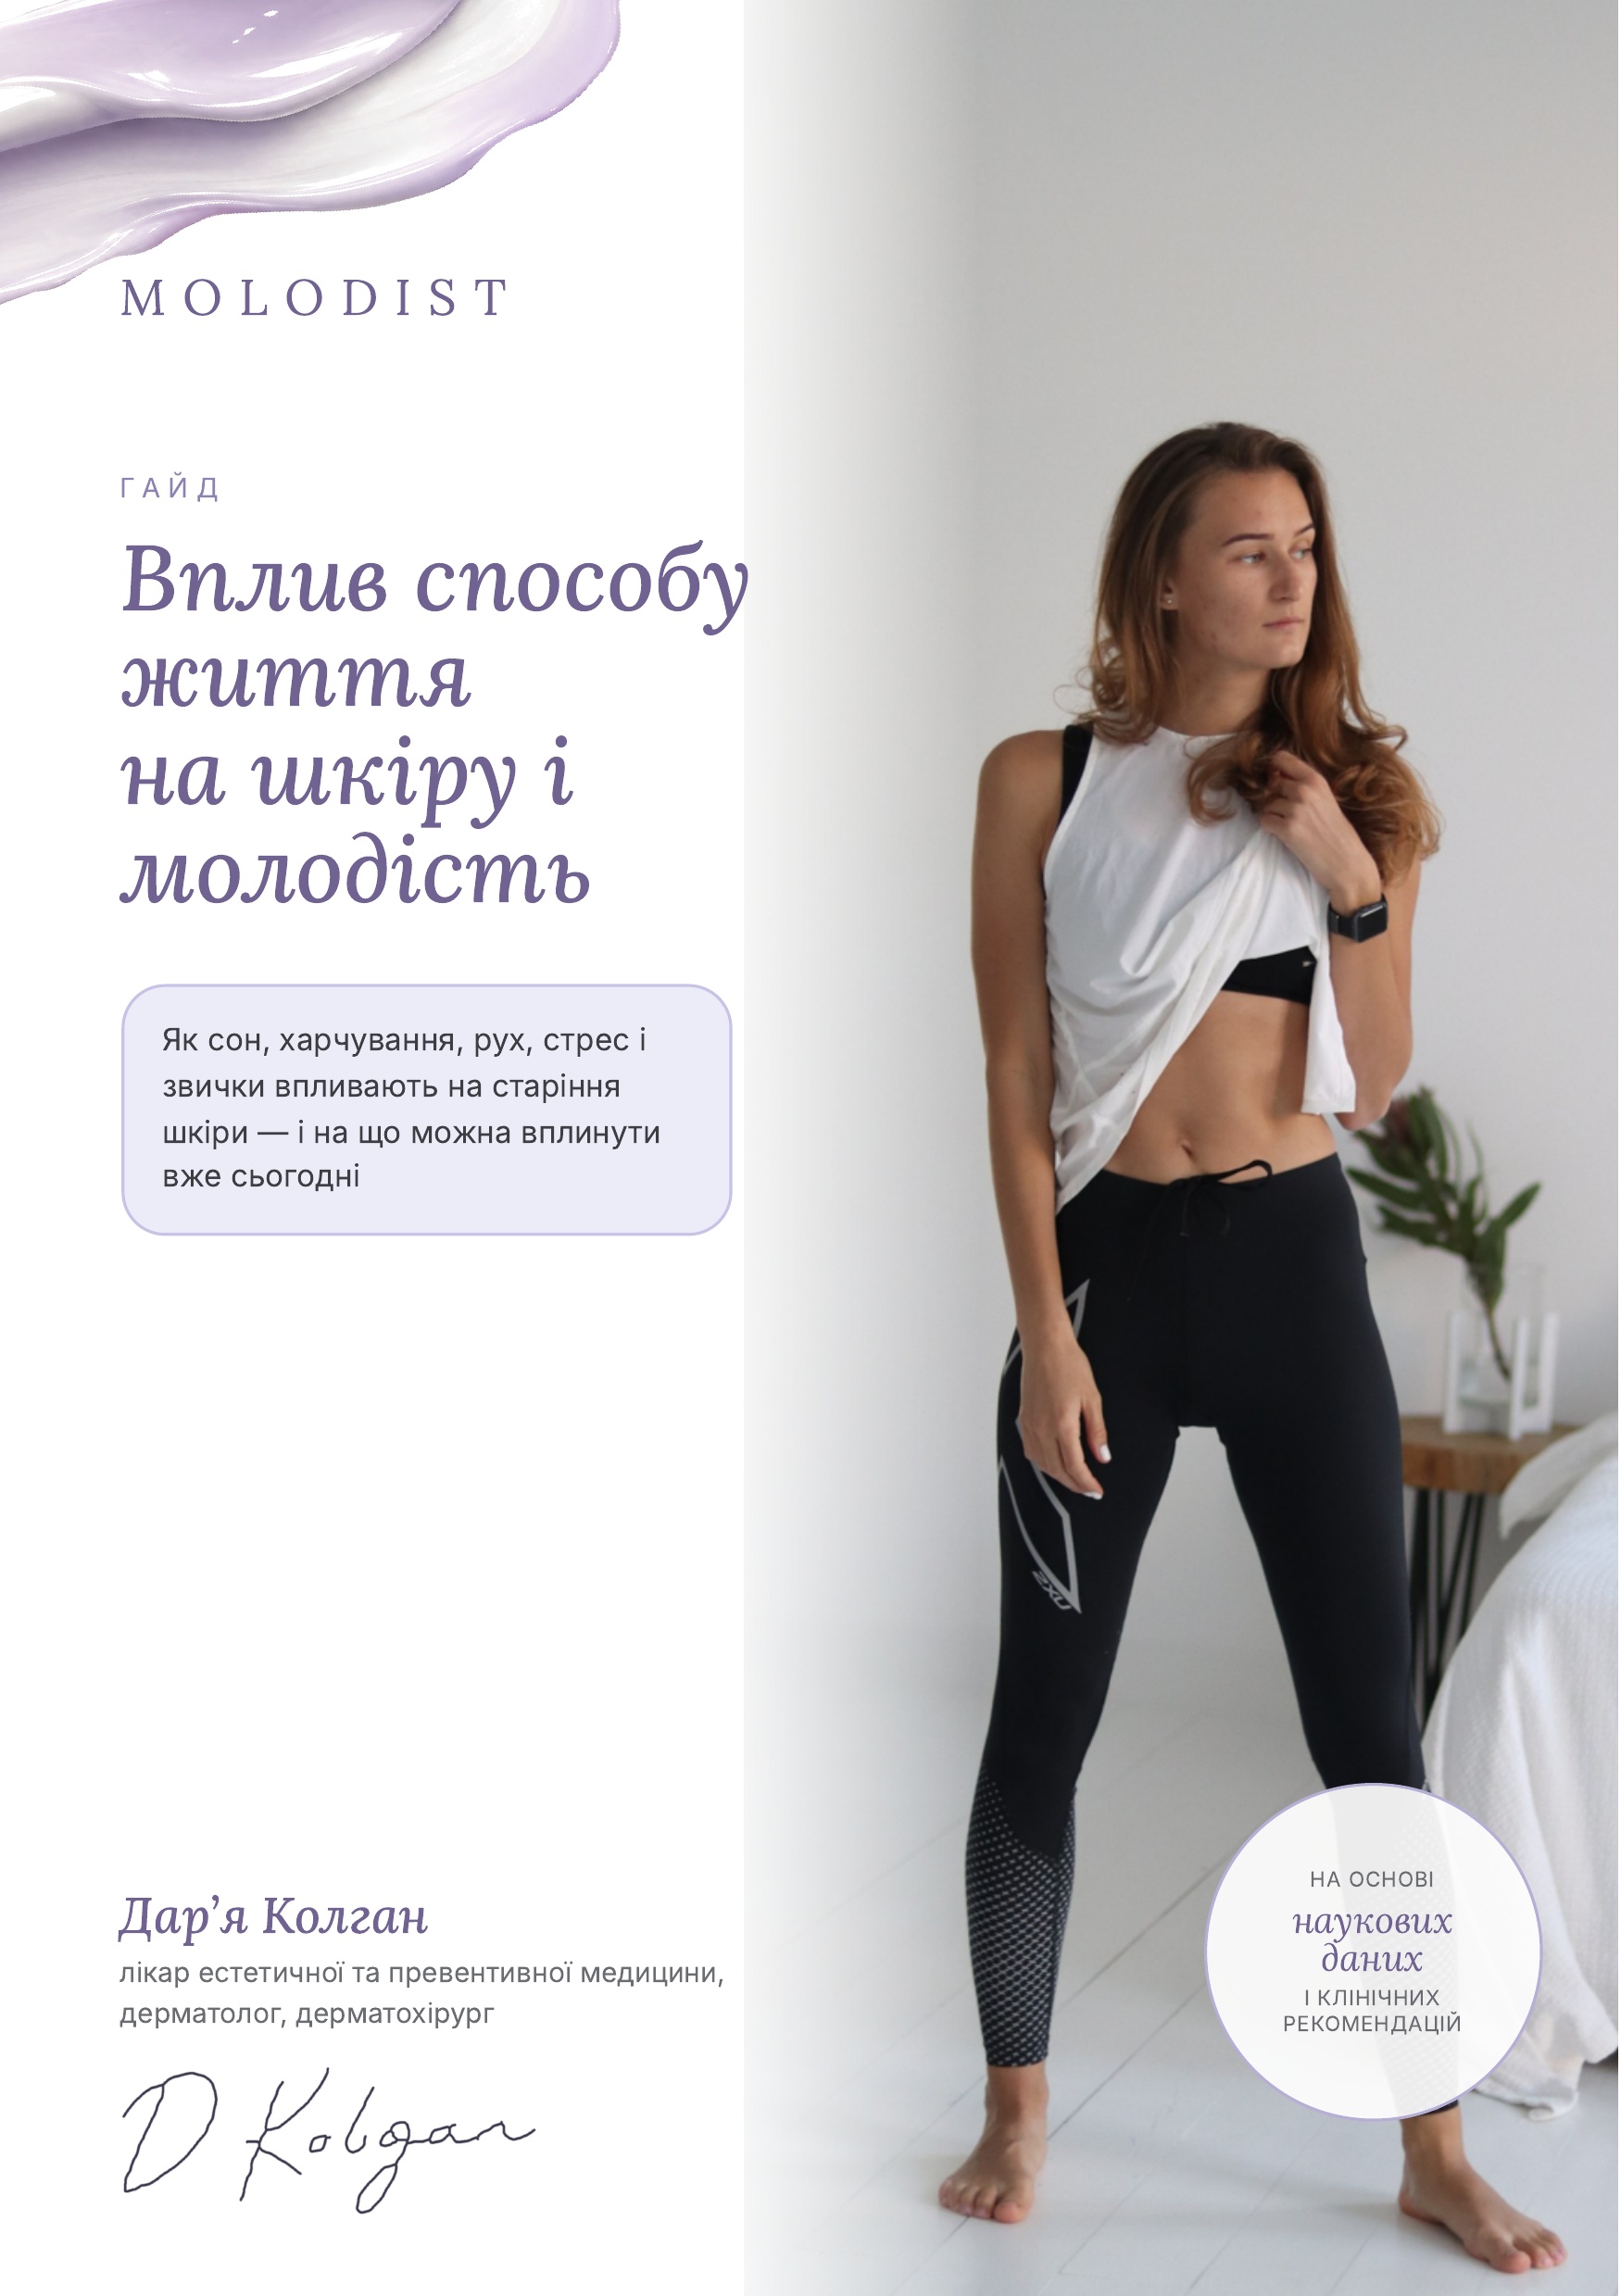 MOLODIST
ГАЙД
Вплив способу
життя
на шкіру і
молодість
Як сон, харчування, рух, стрес і
звички впливають на старіння
шкіри — і на що можна вплинути
вже сьогодні
2XU
НА ОСНОВІ
наукових
даних
І КЛІНІЧНИХ
РЕКОМЕНДАЦІЙ
Дар’я Колган
лікар естетичної та превентивної медицини,
дерматолог, дерматохірург
D Kolgan